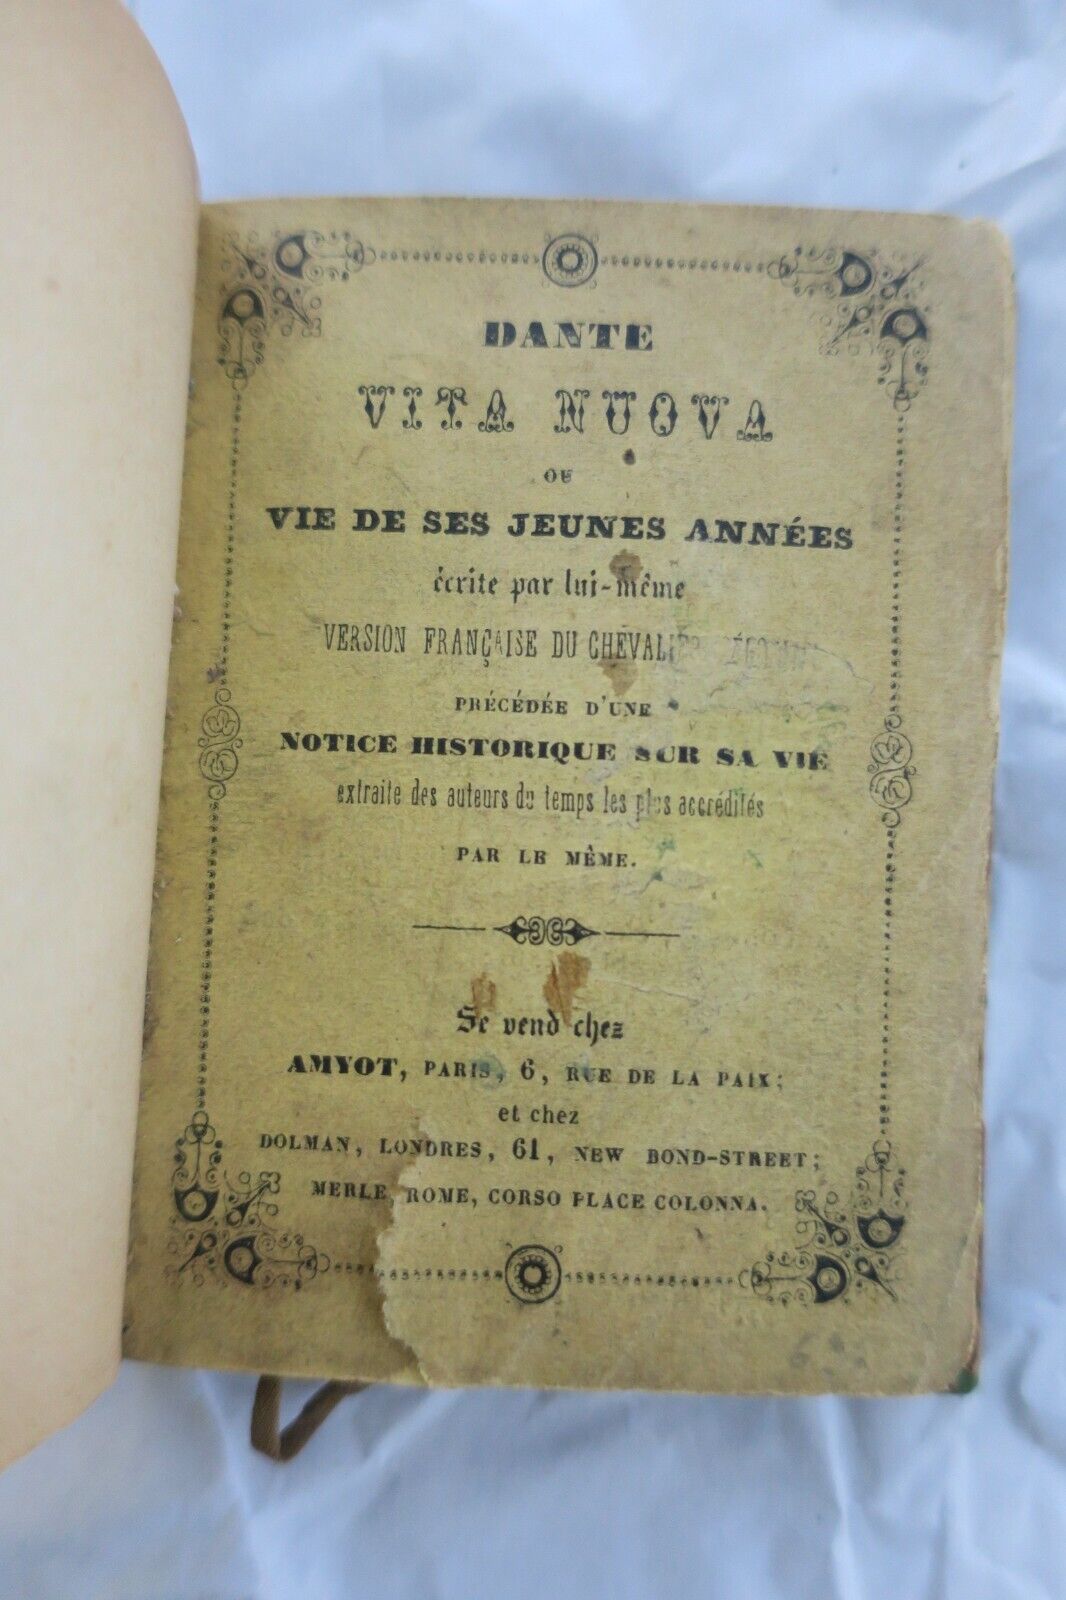 DANTE
VITA NUOVA
OU
VIE DE SES JEUNES ANNÉES
écrite par lui-même
VERSION FRANÇAISE DU CHEVALIER
PRÉCÉDÉE D'UNE
NOTICE HISTORIQUE SUR SA VIE
extraite des auteurs du temps les plus accrédités
PAR LE MÊME.
Se vend chez
AMYOT, PARIS, 6, RUE DE LA PAIX;
et chez
DOLMAN, LONDRES, 61, NEW BOND-STREET;
MERLE, ROME, CORSO PLACE COLONNA.